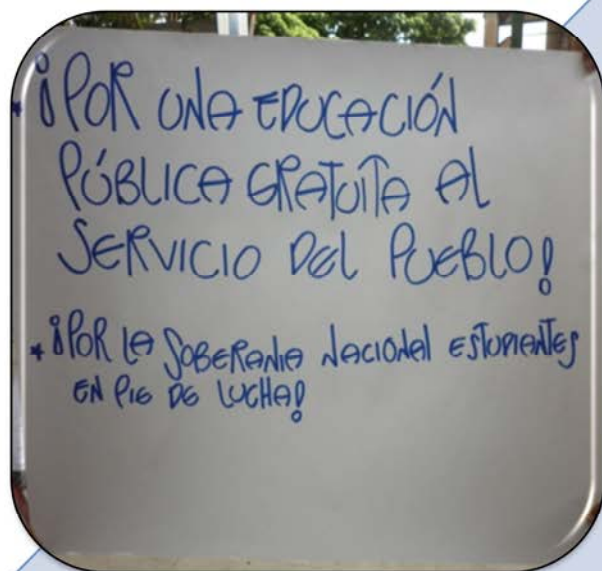 * ¡POR UNA EDUCACIÓN
PÚBLICA GRATUITA AL
SERVICIO DEL PUEBLO!
* ¡POR LA SOBERANIA NACIONAL ESTUDIANTES
EN PIE DE LUCHA!